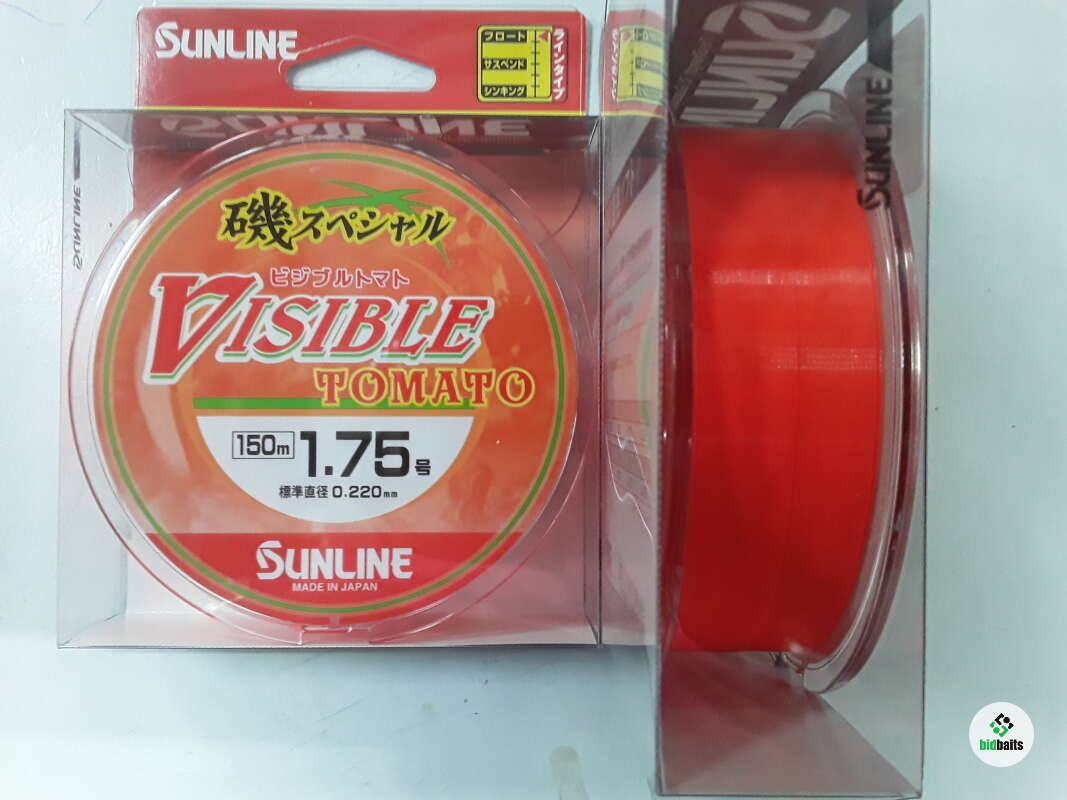 SUNLINE
フロート
サスペンド
シンキング
ラインタイプ
SUNLINE
SUNLINE
磯スペシャル
ビジブルトマト
VISIBLE
TOMATO
150m 1.75号
標準直径 0.220mm
SUNLINE
MADE IN JAPAN
SUNLINE
SUNLINE
bidbaits